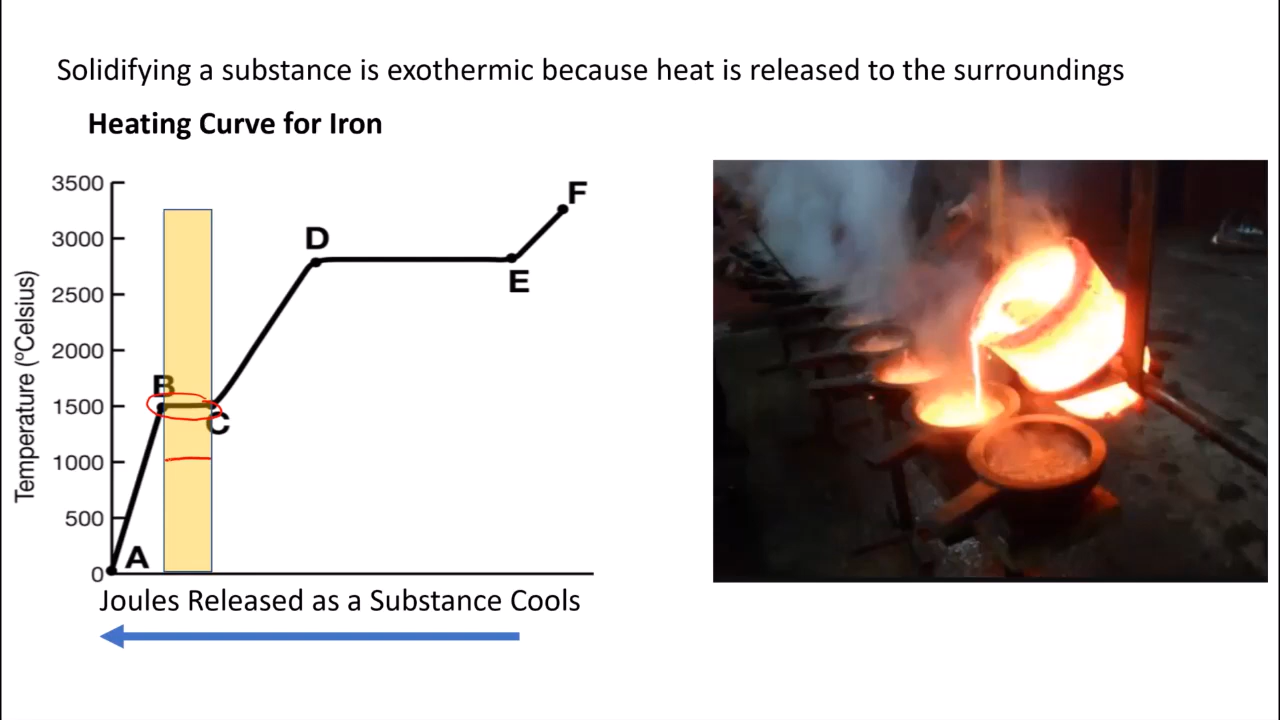 Solidifying a substance is exothermic because heat is released to the surroundings
Heating Curve for Iron
3500
3000
2500
2000
1500
1000
500
0
Temperature (ºCelsius)
A
B
C
D
E
F
Joules Released as a Substance Cools